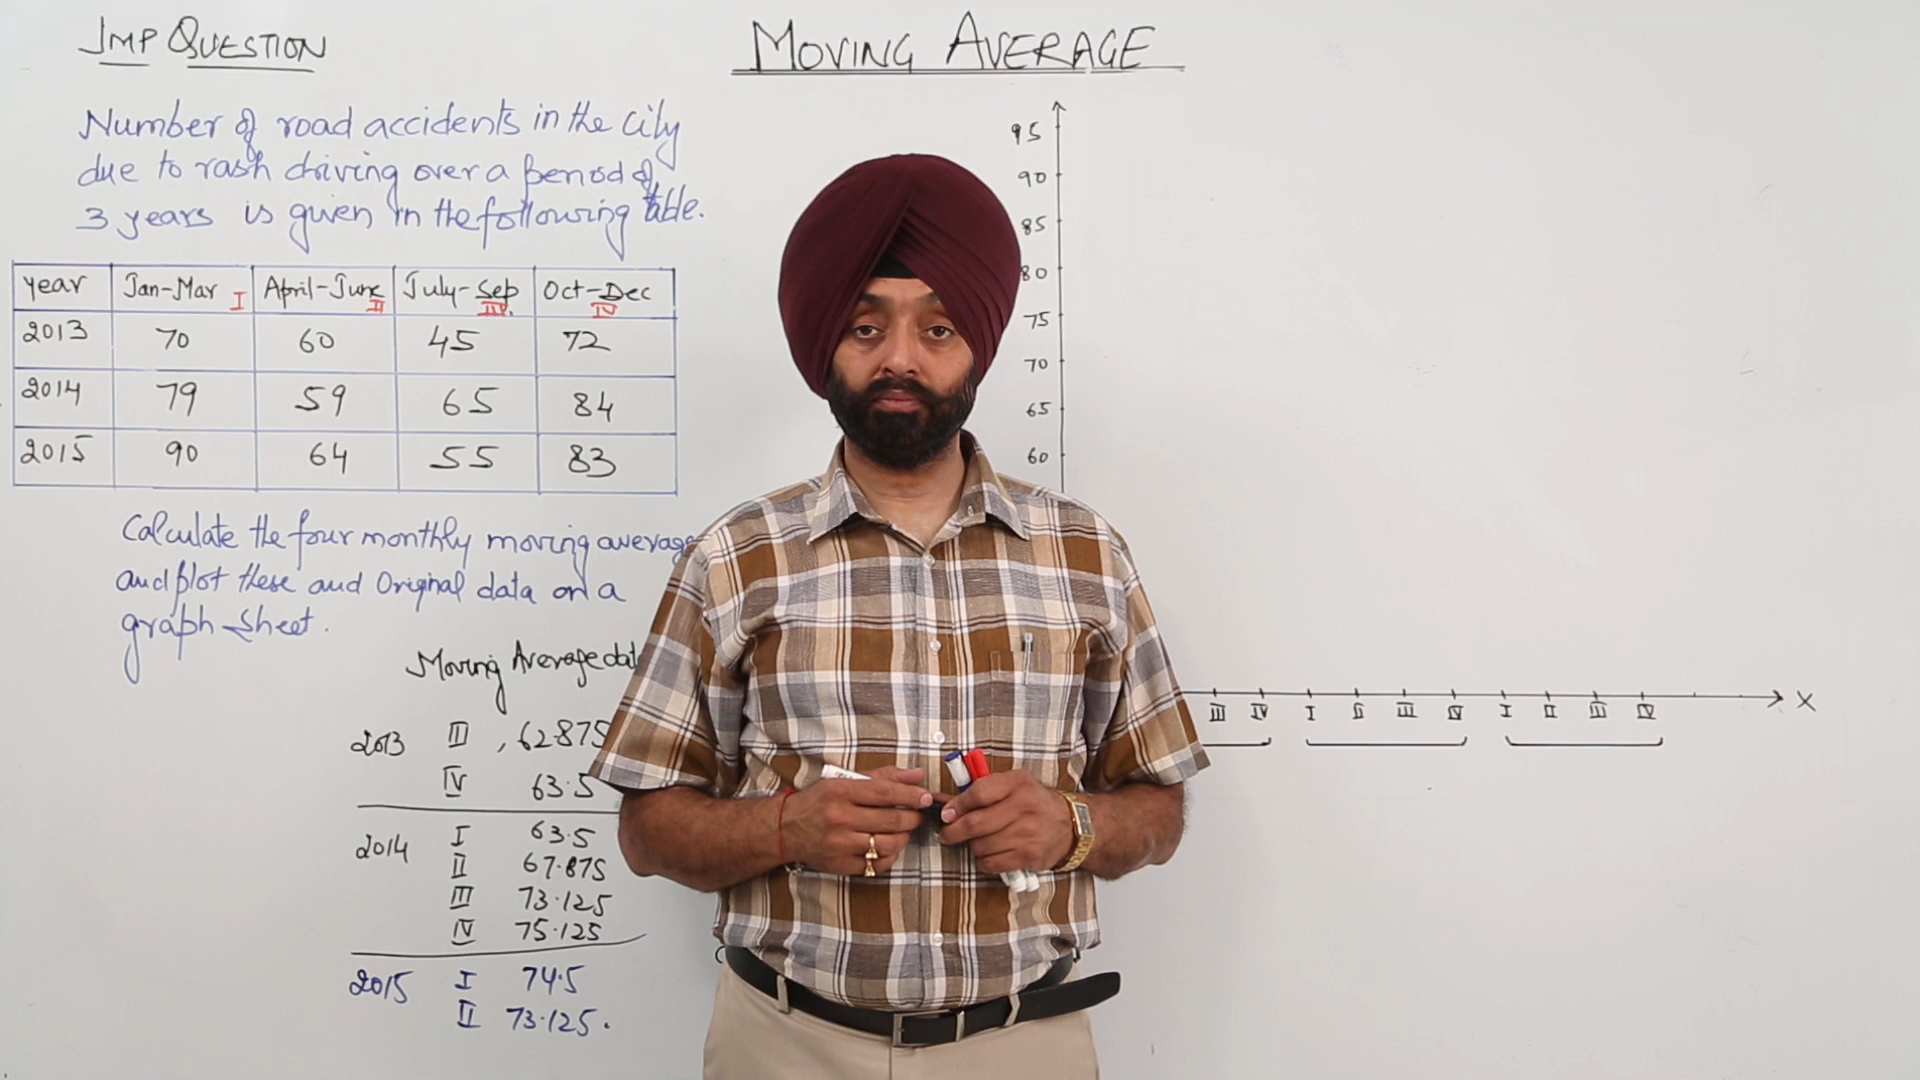 IMP QUESTION
MOVING AVERAGE
Number of road accidents in the City
due to rash driving over a period of
3 years is given in the following table.
year Jan-Mar I April-June II July-Sep III Oct-Dec IV
2013 70 60 45 72
2014 79 59 65 84
2015 90 64 55 83
Calculate the four monthly moving average
and plot these and Original data on a
graph sheet.
Moving Average dat
2013 III 62.875
IV 63.5
2014 I 63.5
II 67.875
III 73.125
IV 75.125
2015 I 74.5
II 73.125.
95
90
85
80
75
70
65
60
III IV I II III IV I II III IV X